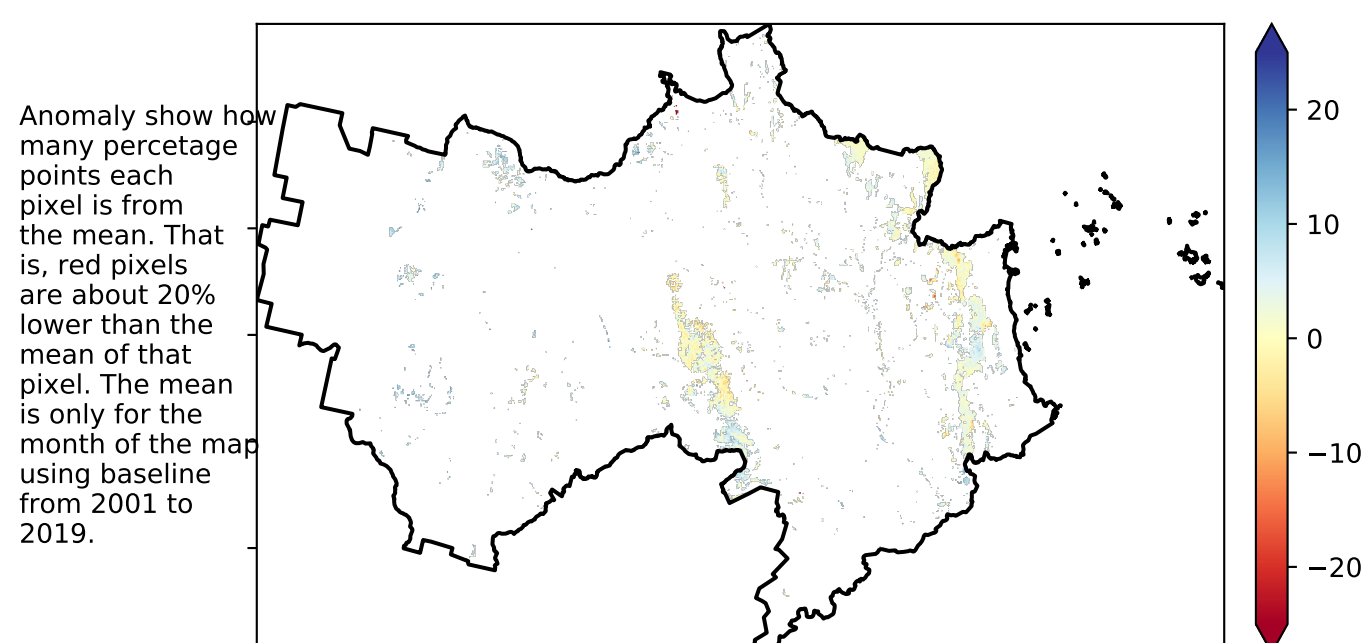 Anomaly show how
many percetage
points each
pixel is from
the mean. That
is, red pixels
are about 20%
lower than the
mean of that
pixel. The mean
is only for the
month of the map
using baseline
from 2001 to
2019.
20
10
0
−10
−20